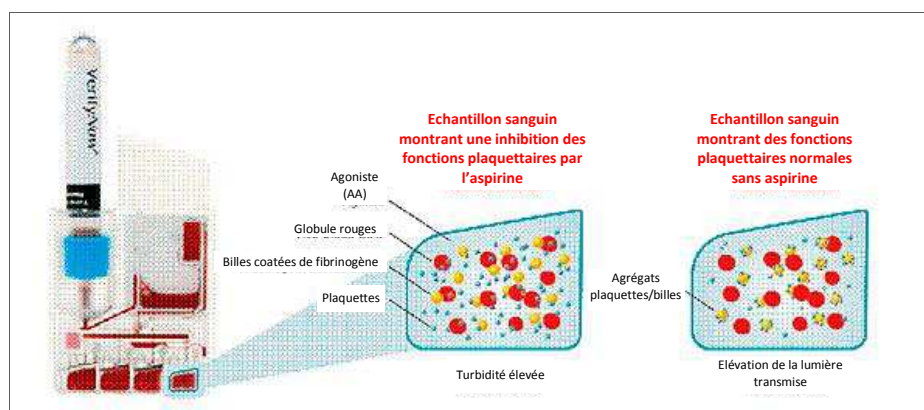 VerifyNow
Echantillon sanguin
montrant une inhibition des
fonctions plaquettaires par
l’aspirine
Echantillon sanguin
montrant des fonctions
plaquettaires normales
sans aspirine
Agoniste
(AA)
Globule rouges
Billes coatées de fibrinogène
Plaquettes
Agrégats
plaquettes/billes
Turbidité élevée
Elévation de la lumière
transmise